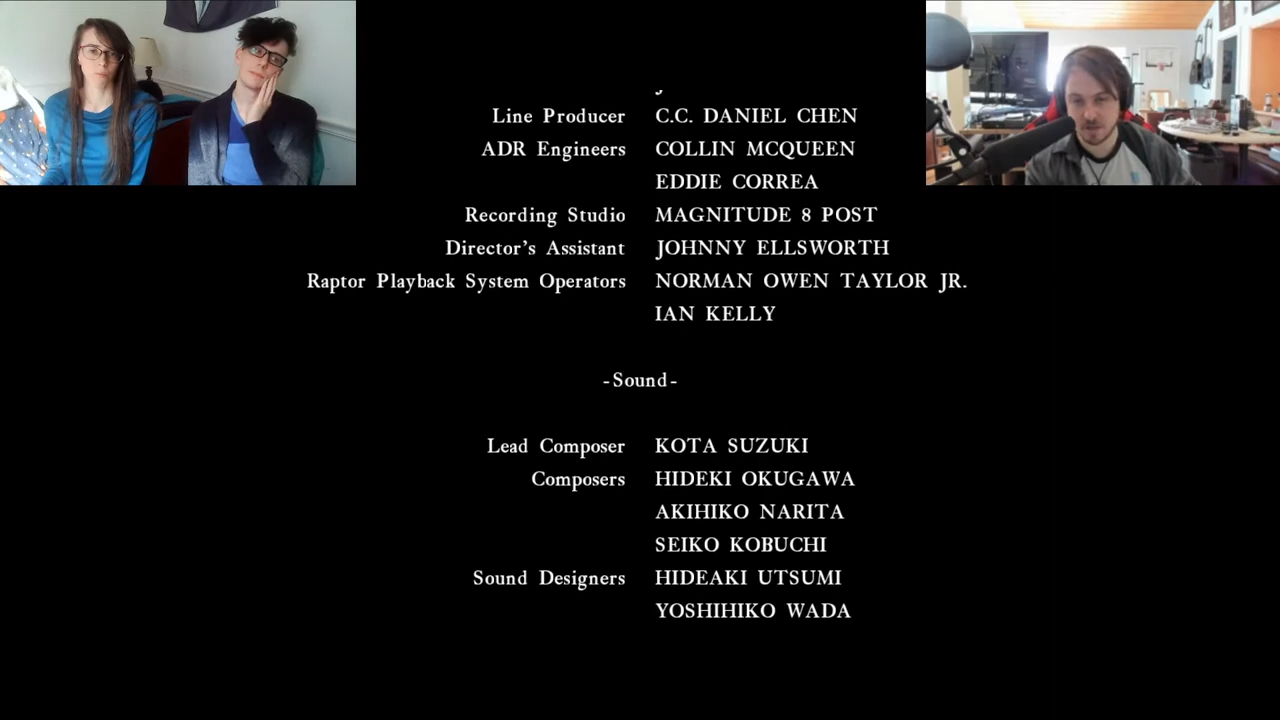 Line Producer C.C. DANIEL CHEN
ADR Engineers COLLIN MCQUEEN
EDDIE CORREA
Recording Studio MAGNITUDE 8 POST
Director's Assistant JOHNNY ELLSWORTH
Raptor Playback System Operators NORMAN OWEN TAYLOR JR.
IAN KELLY
-Sound-
Lead Composer KOTA SUZUKI
Composers HIDEKI OKUGAWA
AKIHIKO NARITA
SEIKO KOBUCHI
Sound Designers HIDEAKI UTSUMI
YOSHIHIKO WADA